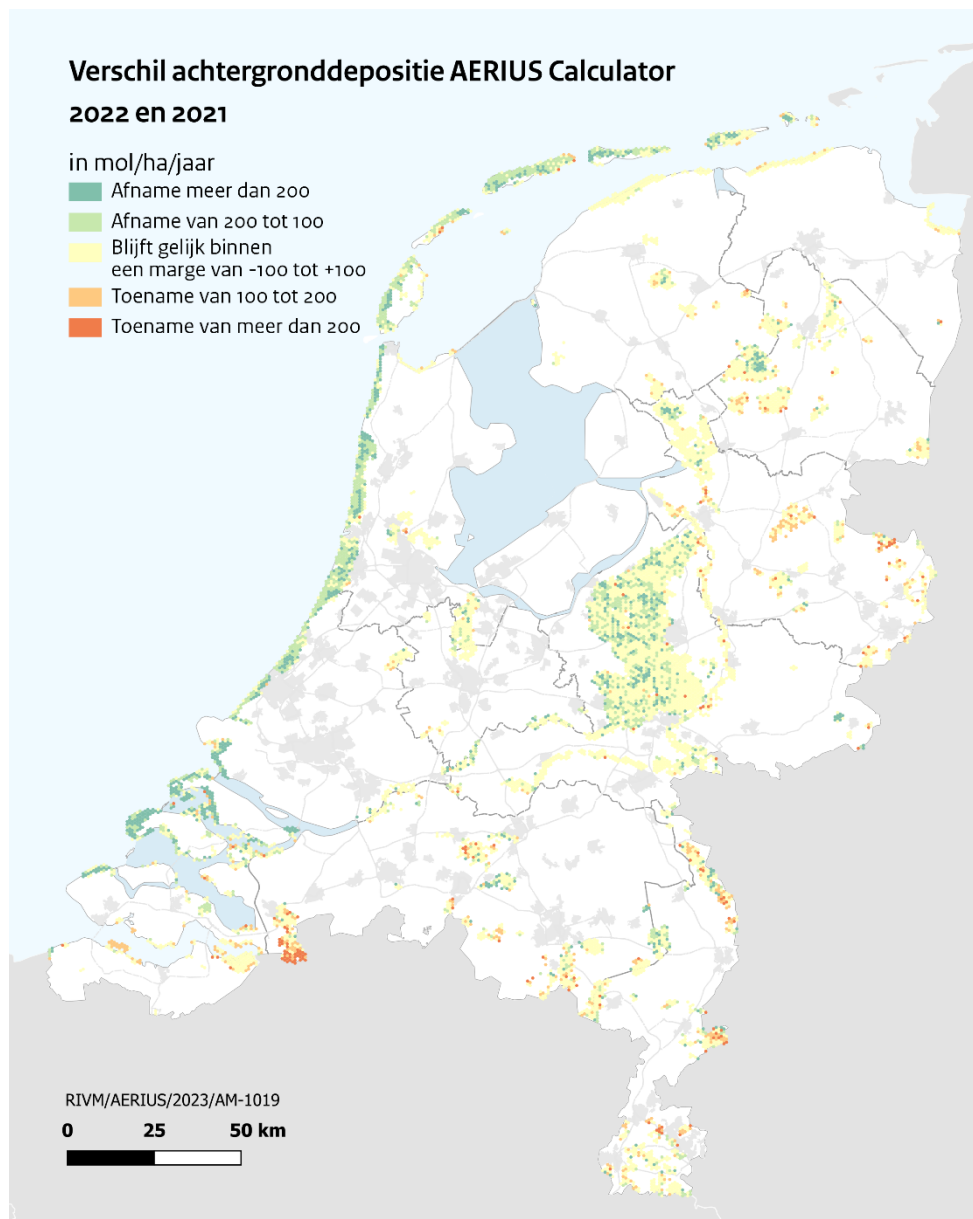 Verschil achtergronddepositie AERIUS Calculator
2022 en 2021
in mol/ha/jaar
Afname meer dan 200
Afname van 200 tot 100
Blijft gelijk binnen
een marge van -100 tot +100
Toename van 100 tot 200
Toename van meer dan 200
RIVM/AERIUS/2023/AM-1019
0 25 50 km